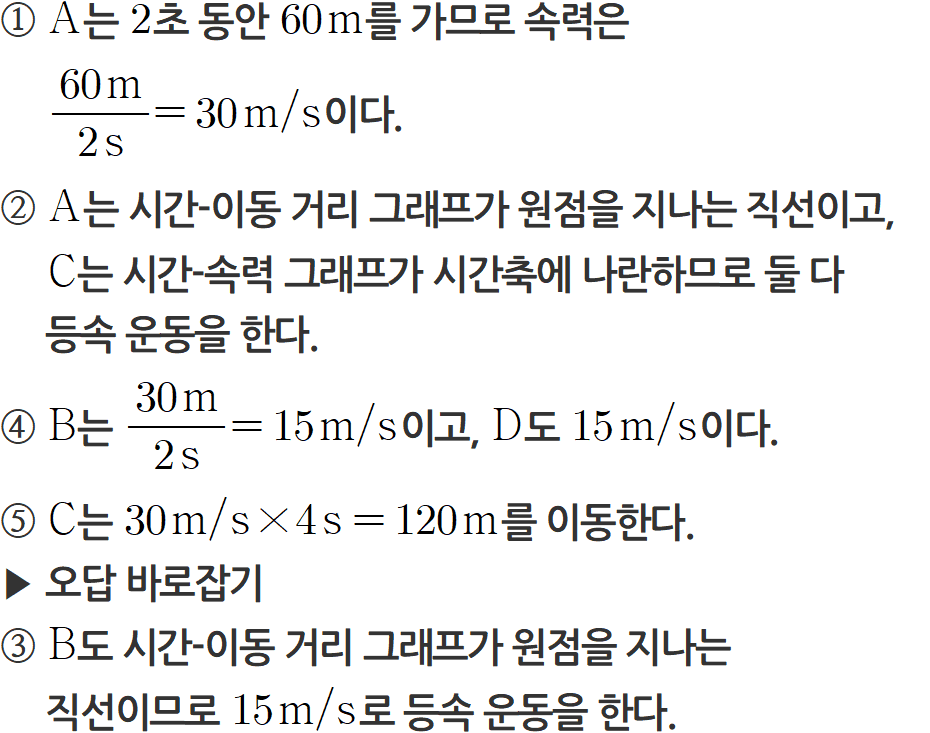 ① A는 2초 동안 60 m를 가므로 속력은
60 m / 2 s = 30 m/s이다.
② A는 시간-이동 거리 그래프가 원점을 지나는 직선이고,
C는 시간-속력 그래프가 시간축에 나란하므로 둘 다
등속 운동을 한다.
④ B는 30 m / 2 s = 15 m/s이고, D도 15 m/s이다.
⑤ C는 30 m/s×4 s = 120 m를 이동한다.
▶ 오답 바로잡기
③ B도 시간-이동 거리 그래프가 원점을 지나는
직선이므로 15 m/s로 등속 운동을 한다.